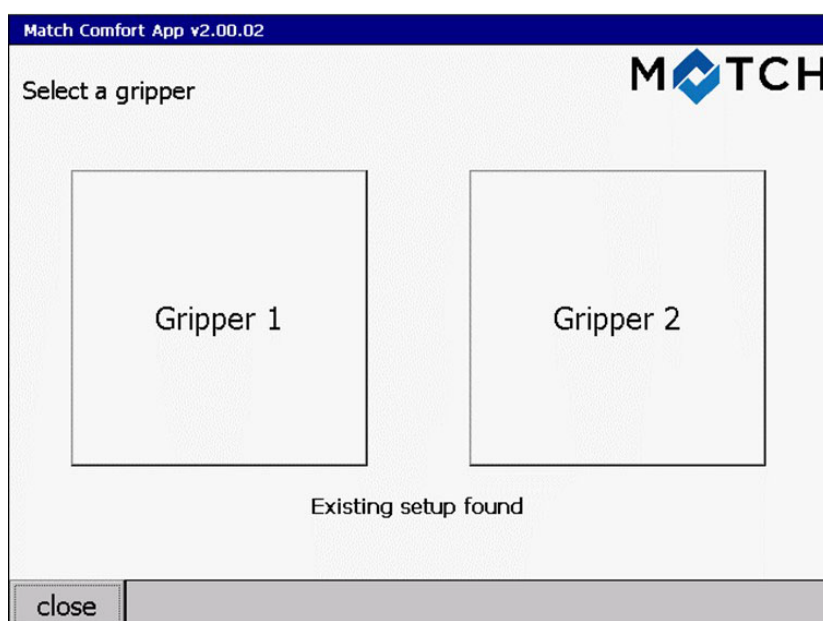 Match Comfort App v2.00.02
MATCH
Select a gripper
Gripper 1
Gripper 2
Existing setup found
close